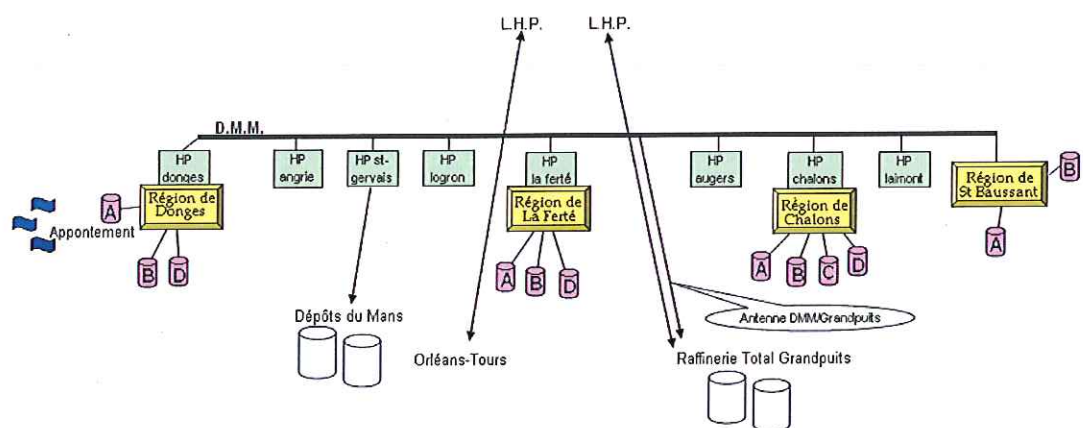 L.H.P. L.H.P.
D.M.M.
HP
donges
HP
angrie
HP st-
gervais
HP
logron
HP
la ferté
HP
augers
HP
chalons
HP
laimont
Région de
St Baussant
B
A
Région de
Donges
A
Appontement
B D
Région de
La Ferté
A B D
Région de
Chalons
A B C D
Dépôts du Mans
Orléans-Tours
Antenne DMM/Grandpuits
Raffinerie Total Grandpuits